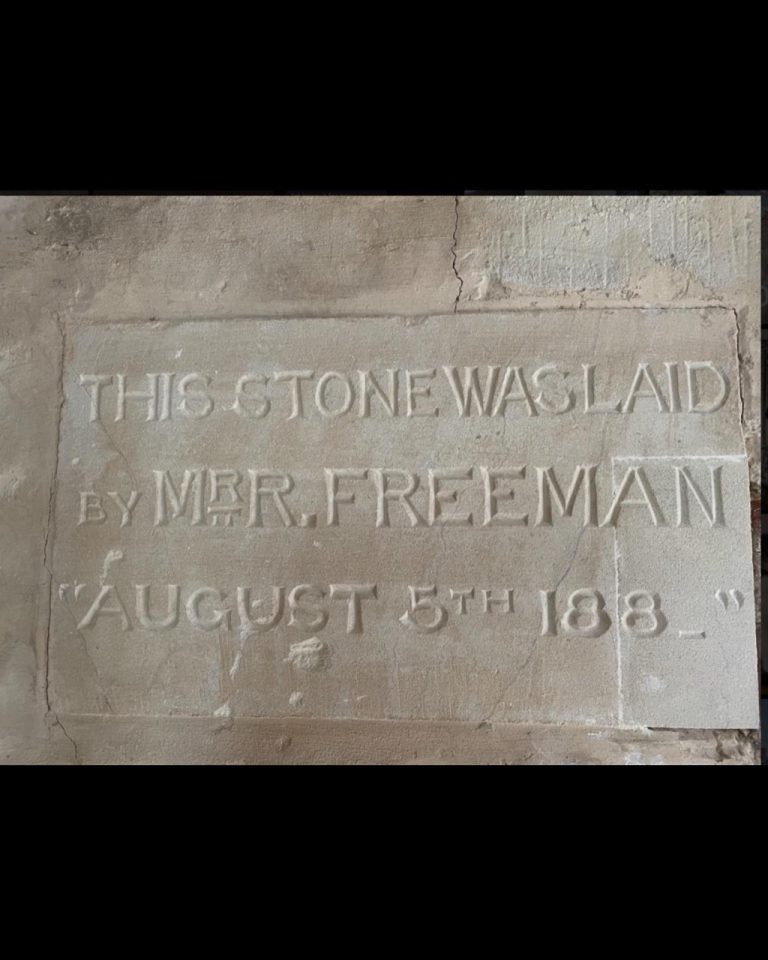 THIS STONE WAS LAID
BY MR R. FREEMAN
"AUGUST 5TH 188_"